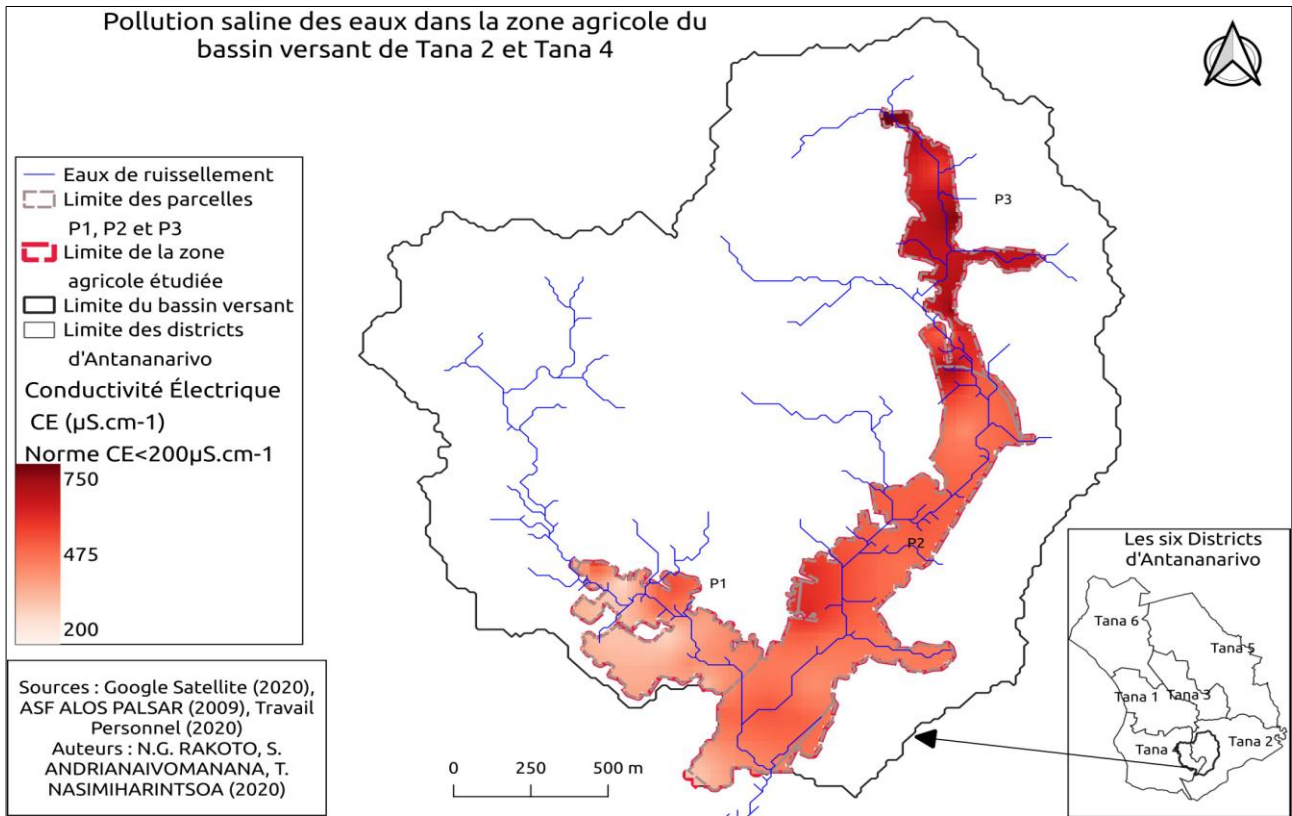 Pollution saline des eaux dans la zone agricole du
bassin versant de Tana 2 et Tana 4
Eaux de ruissellement
Limite des parcelles
P1, P2 et P3
Limite de la zone
agricole étudiée
Limite du bassin versant
Limite des districts
d'Antananarivo
Conductivité Électrique
CE (µS.cm-1)
Norme CE<200µS.cm-1
750
475
200
Sources : Google Satellite (2020),
ASF ALOS PALSAR (2009), Travail
Personnel (2020)
Auteurs : N.G. RAKOTO, S.
ANDRIANAIVOMANANA, T.
NASIMIHARINTSOA (2020)
P3
P2
P1
0 250 500 m
Les six Districts
d'Antananarivo
Tana 6
Tana 5
Tana 1
Tana 3
Tana 4
Tana 2